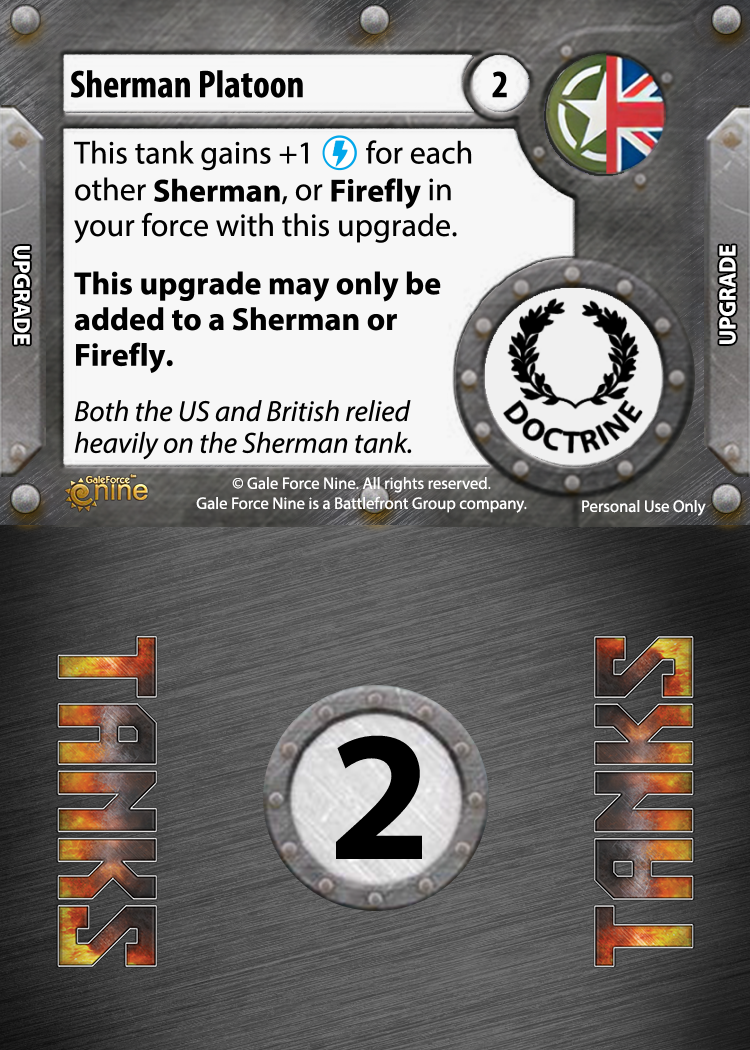 Sherman Platoon
2
This tank gains +1 for each
other Sherman, or Firefly in
your force with this upgrade.
This upgrade may only be
added to a Sherman or
Firefly.
Both the US and British relied
heavily on the Sherman tank.
UPGRADE
UPGRADE
DOCTRINE
GaleForce™
nine
© Gale Force Nine. All rights reserved.
Gale Force Nine is a Battlefront Group company.
Personal Use Only
TANKS
2
TANKS